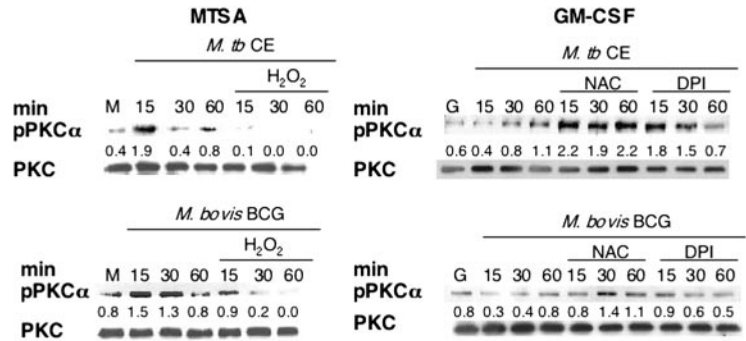 MTSA
M. tb CE
H2O2
min M 15 30 60 15 30 60
pPKCα
0.4 1.9 0.4 0.8 0.1 0.0 0.0
PKC
M. bovis BCG
H2O2
min M 15 30 60 15 30 60
pPKCα
0.8 1.5 1.3 0.8 0.9 0.2 0.0
PKC
GM-CSF
M. tb CE
NAC DPI
min G 15 30 60 15 30 60 15 30 60
pPKCα
0.6 0.4 0.8 1.1 2.2 1.9 2.2 1.8 1.5 0.7
PKC
M. bovis BCG
NAC DPI
min G 15 30 60 15 30 60 15 30 60
pPKCα
0.8 0.3 0.4 0.8 0.8 1.4 1.1 0.9 0.6 0.5
PKC